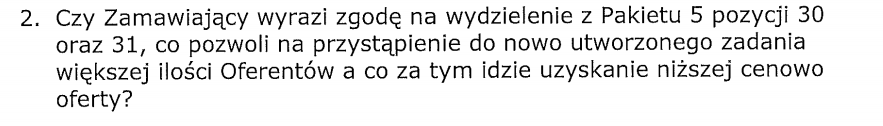 2. Czy Zamawiający wyrazi zgodę na wydzielenie z Pakietu 5 pozycji 30
oraz 31, co pozwoli na przystąpienie do nowo utworzonego zadania
większej ilości Oferentów a co za tym idzie uzyskanie niższej cenowo
oferty?